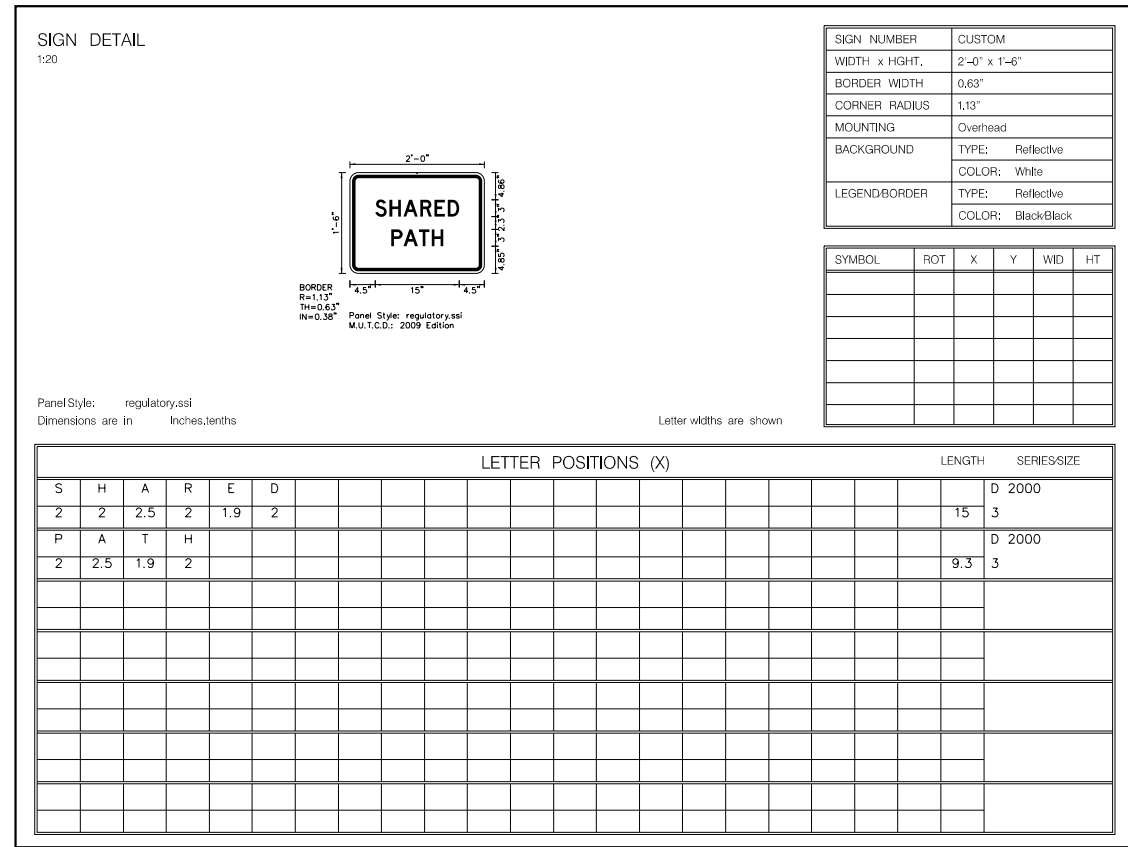 SIGN DETAIL
1:20
SIGN NUMBER CUSTOM
WIDTH x HGHT. 2'-0" x 1'-6"
BORDER WIDTH 0.63"
CORNER RADIUS 1.13"
MOUNTING Overhead
BACKGROUND TYPE: Reflective
COLOR: White
LEGEND/BORDER TYPE: Reflective
COLOR: Black/Black
2'-0"
1'-6"
SHARED
PATH
4.86"
3"
2.3"
3"
4.85"
4.5" 15" 4.5"
BORDER
R=1.13"
TH=0.63"
IN=0.38"
Panel Style: regulatory.ssi
M.U.T.C.D.: 2009 Edition
SYMBOL ROT X Y WID HT
Panel Style: regulatory.ssi
Dimensions are in Inches.tenths
Letter widths are shown
LETTER POSITIONS (X) LENGTH SERIES/SIZE
S H A R E D D 2000
2 2 2.5 2 1.9 2 15 3
P A T H D 2000
2 2.5 1.9 2 9.3 3